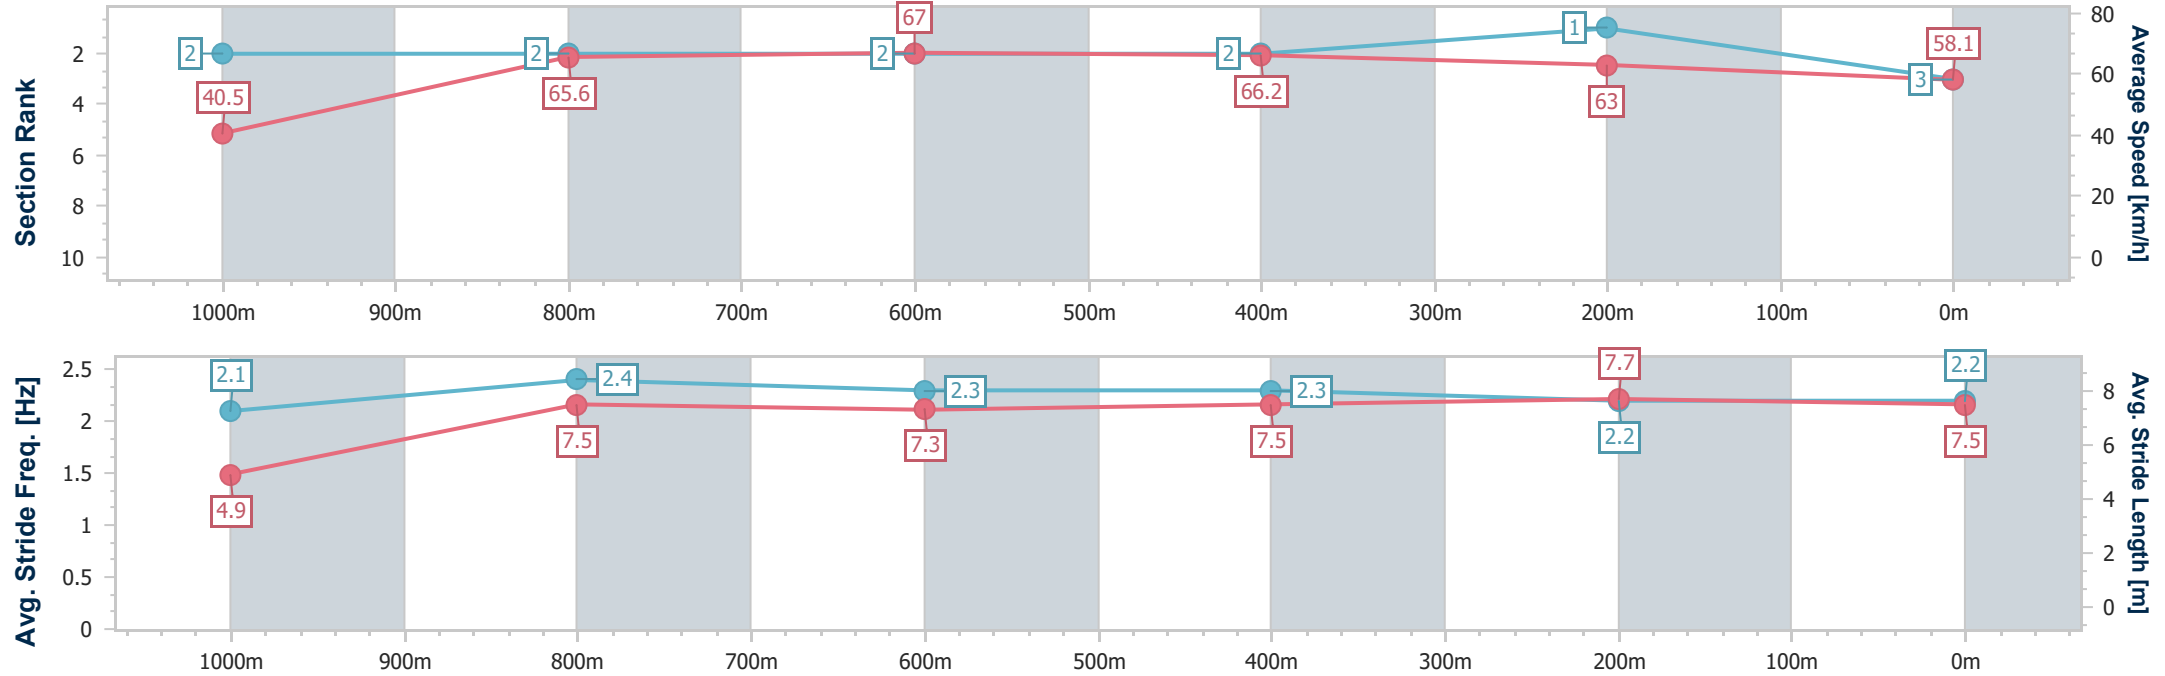 Section Rank
2
4
6
8
10
2
2
2
2
1
3
40.5
65.6
67
66.2
63
58.1
80
60
40
20
0
Average Speed [km/h]
1000m
900m
800m
700m
600m
500m
400m
300m
200m
100m
0m
Avg. Stride Freq. [Hz]
2.5
2
1.5
1
0.5
0
2.1
2.4
2.3
2.3
2.2
2.2
4.9
7.5
7.3
7.5
7.7
7.5
8
6
4
2
0
Avg. Stride Length [m]
1000m
900m
800m
700m
600m
500m
400m
300m
200m
100m
0m